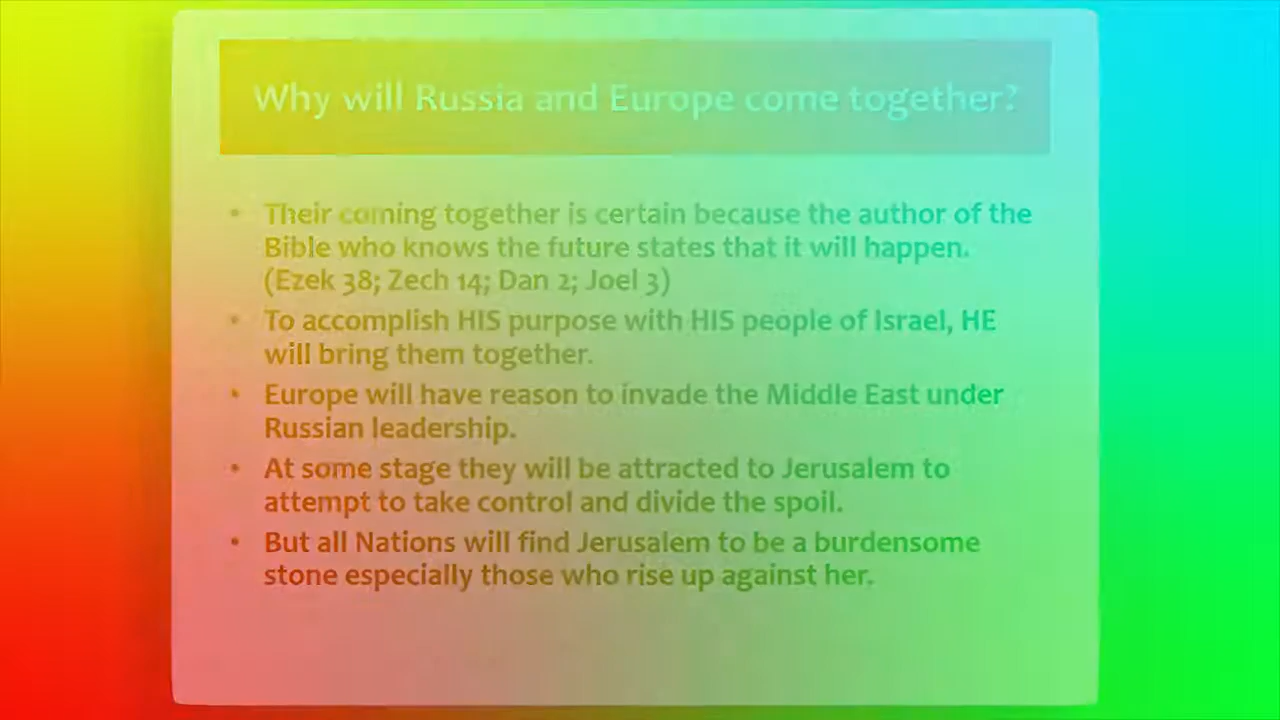 Why will Russia and Europe come together?
• Their coming together is certain because the author of the
Bible who knows the future states that it will happen.
(Ezek 38; Zech 14; Dan 2; Joel 3)
• To accomplish HIS purpose with HIS people of Israel, HE
will bring them together.
• Europe will have reason to invade the Middle East under
Russian leadership.
• At some stage they will be attracted to Jerusalem to
attempt to take control and divide the spoil.
• But all Nations will find Jerusalem to be a burdensome
stone especially those who rise up against her.